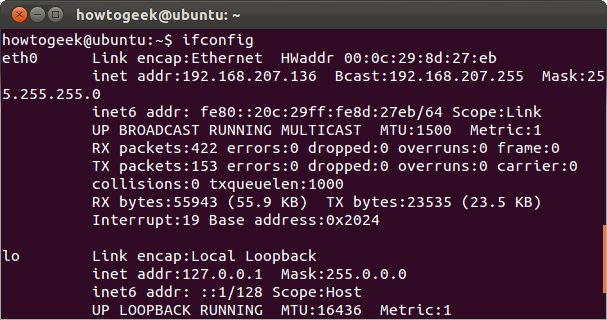 howtogeek@ubuntu: ~
howtogeek@ubuntu:~$ ifconfig
eth0      Link encap:Ethernet  HWaddr 00:0c:29:8d:27:eb
          inet addr:192.168.207.136  Bcast:192.168.207.255  Mask:25
5.255.255.0
          inet6 addr: fe80::20c:29ff:fe8d:27eb/64 Scope:Link
          UP BROADCAST RUNNING MULTICAST  MTU:1500  Metric:1
          RX packets:422 errors:0 dropped:0 overruns:0 frame:0
          TX packets:153 errors:0 dropped:0 overruns:0 carrier:0
          collisions:0 txqueuelen:1000
          RX bytes:55943 (55.9 KB)  TX bytes:23535 (23.5 KB)
          Interrupt:19 Base address:0x2024
lo        Link encap:Local Loopback
          inet addr:127.0.0.1  Mask:255.0.0.0
          inet6 addr: ::1/128 Scope:Host
          UP LOOPBACK RUNNING  MTU:16436  Metric:1